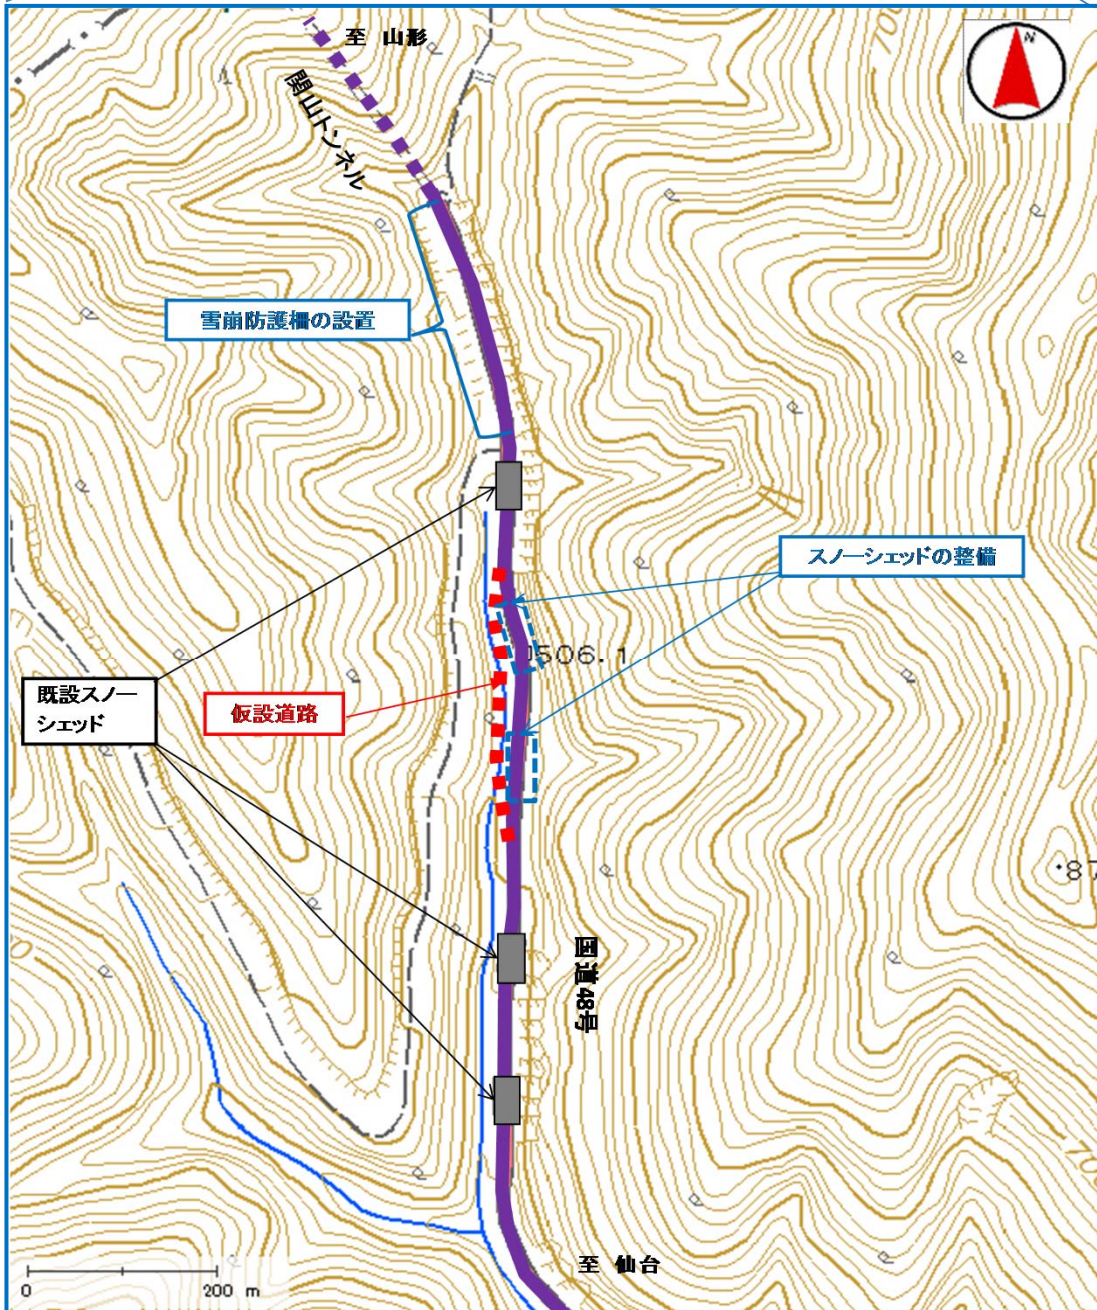 至 山形
N
700
関山トンネル
雪崩防護柵の設置
スノーシェッドの整備
506.1
既設スノー
シェッド
仮設道路
・87
国道48号
至 仙台
0
200 m